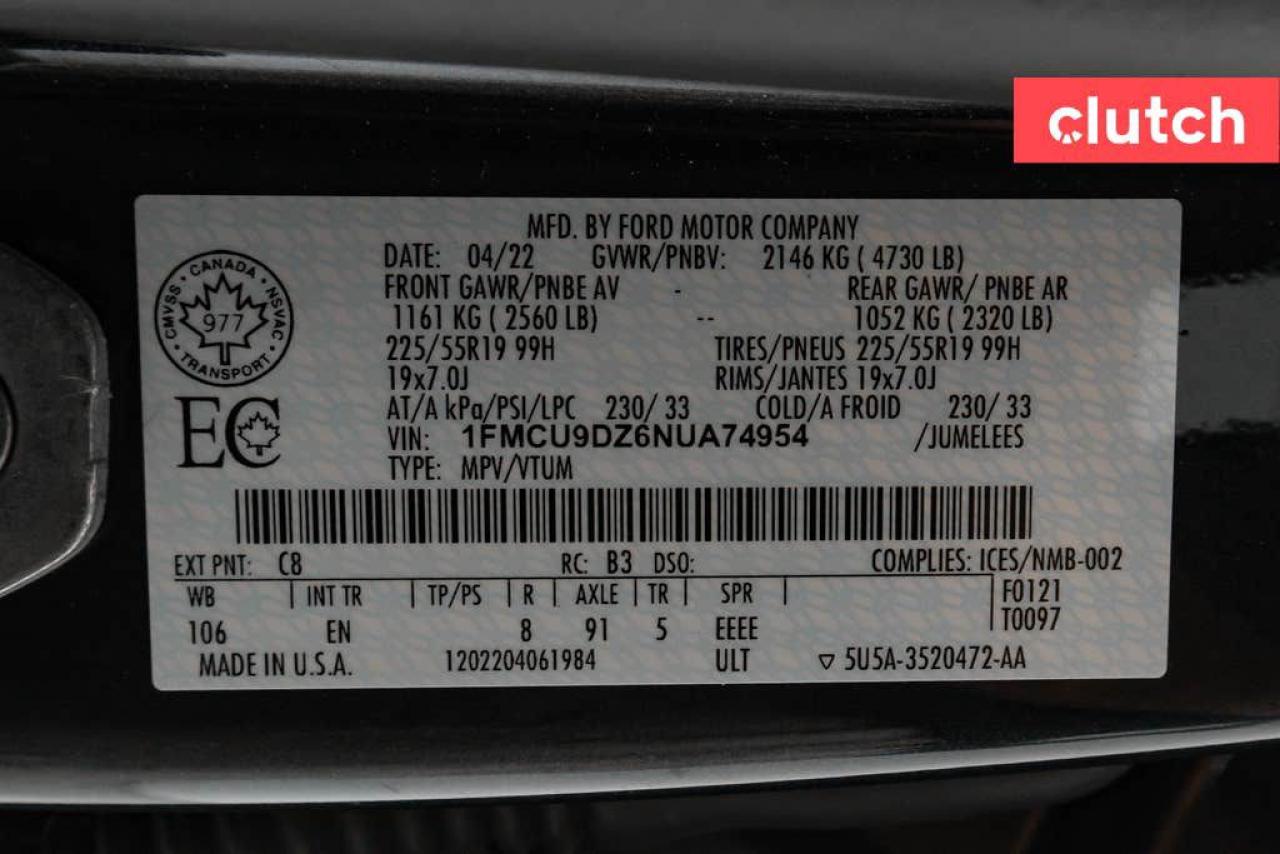 clutch
MFD. BY FORD MOTOR COMPANY
DATE: 04/22 GVWR/PNBV: 2146 KG ( 4730 LB)
FRONT GAWR/PNBE AV - REAR GAWR/ PNBE AR
1161 KG ( 2560 LB) -- 1052 KG ( 2320 LB)
225/55R19 99H TIRES/PNEUS 225/55R19 99H
19x7.0J RIMS/JANTES 19x7.0J
AT/A kPa/PSI/LPC 230/ 33 COLD/A FROID 230/ 33
VIN: 1FMCU9DZ6NUA74954 /JUMELEES
TYPE: MPV/VTUM
CANADA • NSVAC • TRANSPORT • CMVSS •
977
EC
EXT PNT: C8 RC: B3 DSO: COMPLIES: ICES/NMB-002
WB | INT TR | TP/PS | R | AXLE | TR | SPR | F0121
T0097
106 EN 8 91 5 EEEE
MADE IN U.S.A. 1202204061984 ULT ▽ 5U5A-3520472-AA